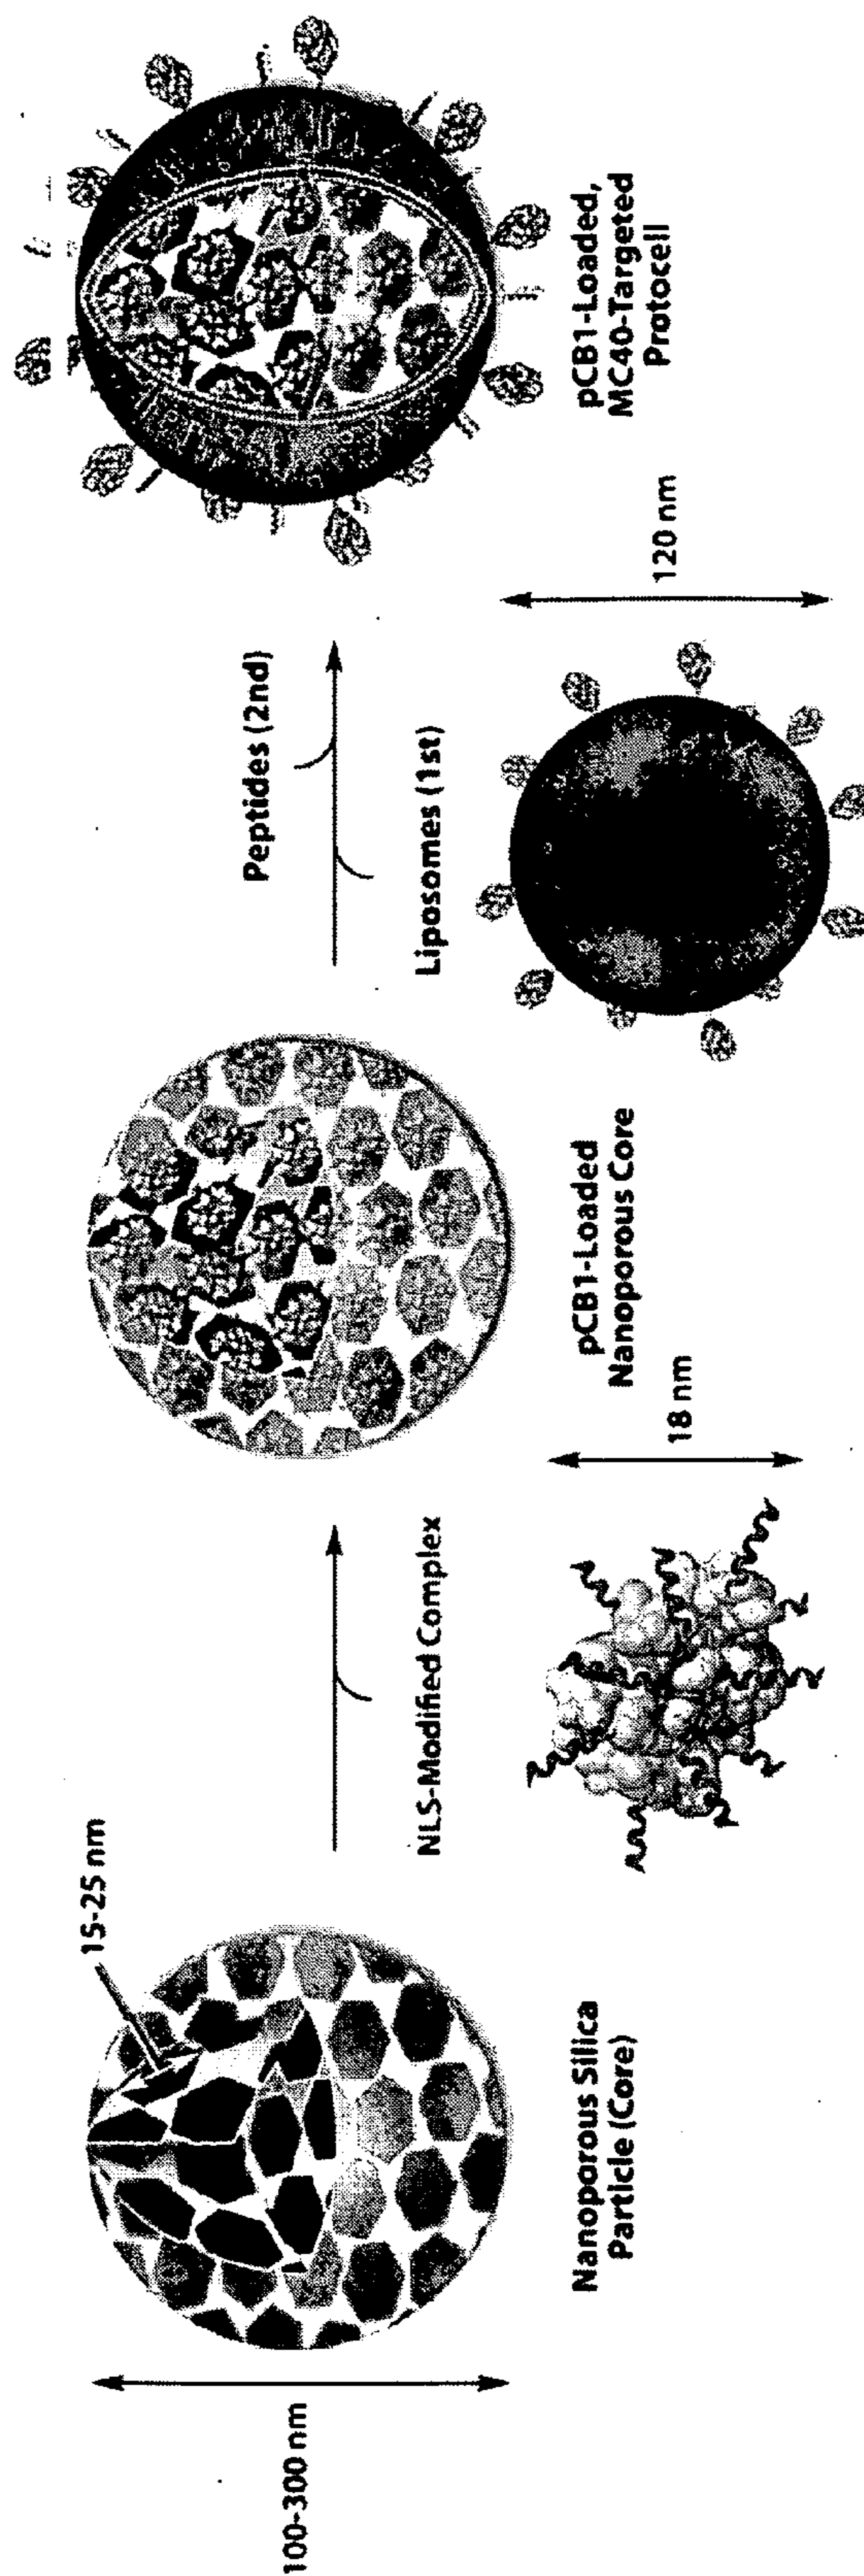 100-300 nm
15-25 nm
Nanoporous Silica
Particle (Core)
NLS-Modified Complex
18 nm
pCB1-Loaded
Nanoporous Core
Peptides (2nd)
Liposomes (1st)
120 nm
pCB1-Loaded,
MC40-Targeted
Protocell